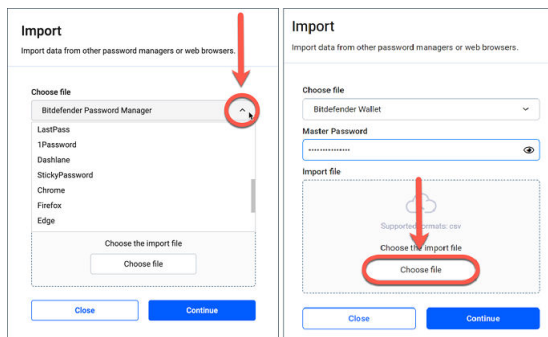 Import
Import data from other password managers or web browsers.
Choose file
Bitdefender Password Manager
LastPass
1Password
Dashlane
StickyPassword
Chrome
Firefox
Edge
Choose the import file
Choose file
Close
Continue
Import
Import data from other password managers or web browsers.
Choose file
Bitdefender Wallet
Master Password
Import file
Supported formats: csv
Choose the import file
Choose file
Close
Continue